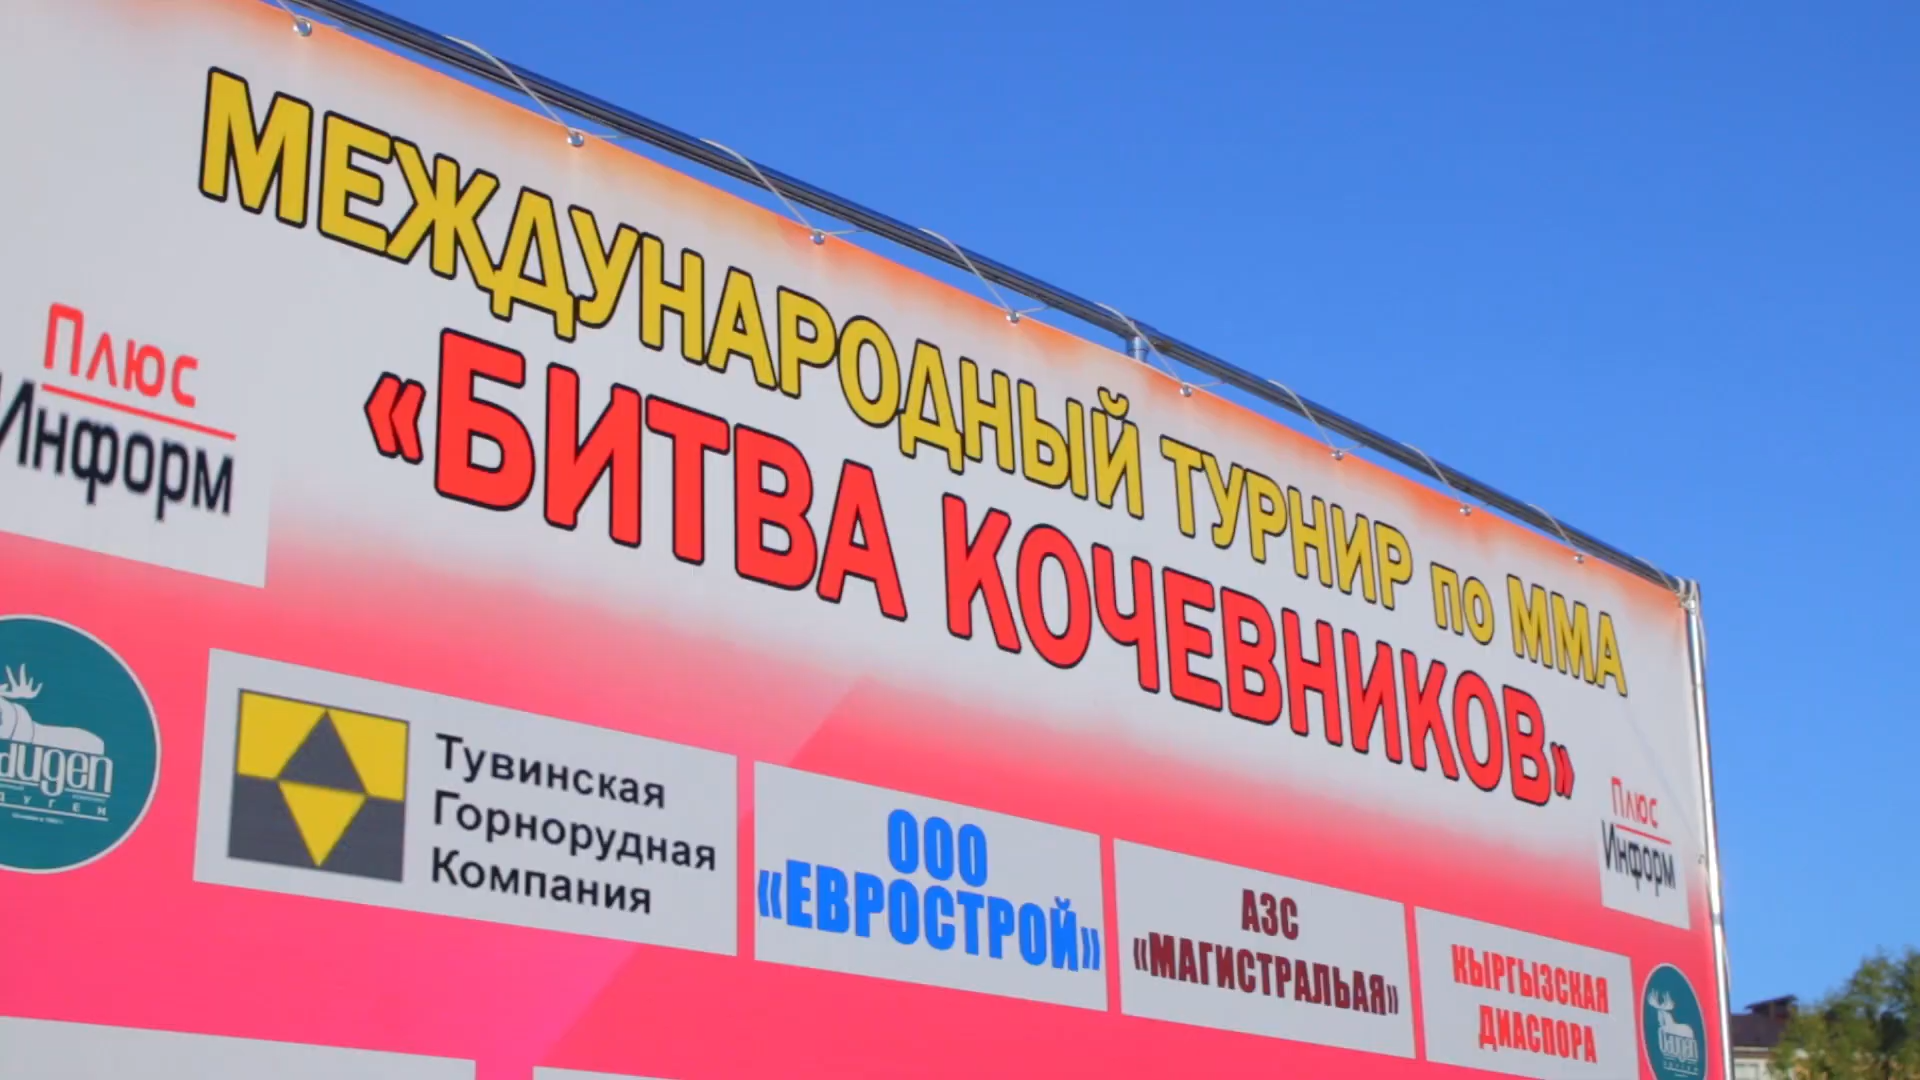 МЕЖДУНАРОДНЫЙ ТУРНИР по ММА
«БИТВА КОЧЕВНИКОВ»
Плюс
Информ
Тувинская
Горнорудная
Компания
ООО
«ЕВРОСТРОЙ»
АЗС
«МАГИСТРАЛЬАЯ»
КЫРГЫЗСКАЯ
ДИАСПОРА
Плюс
Информ